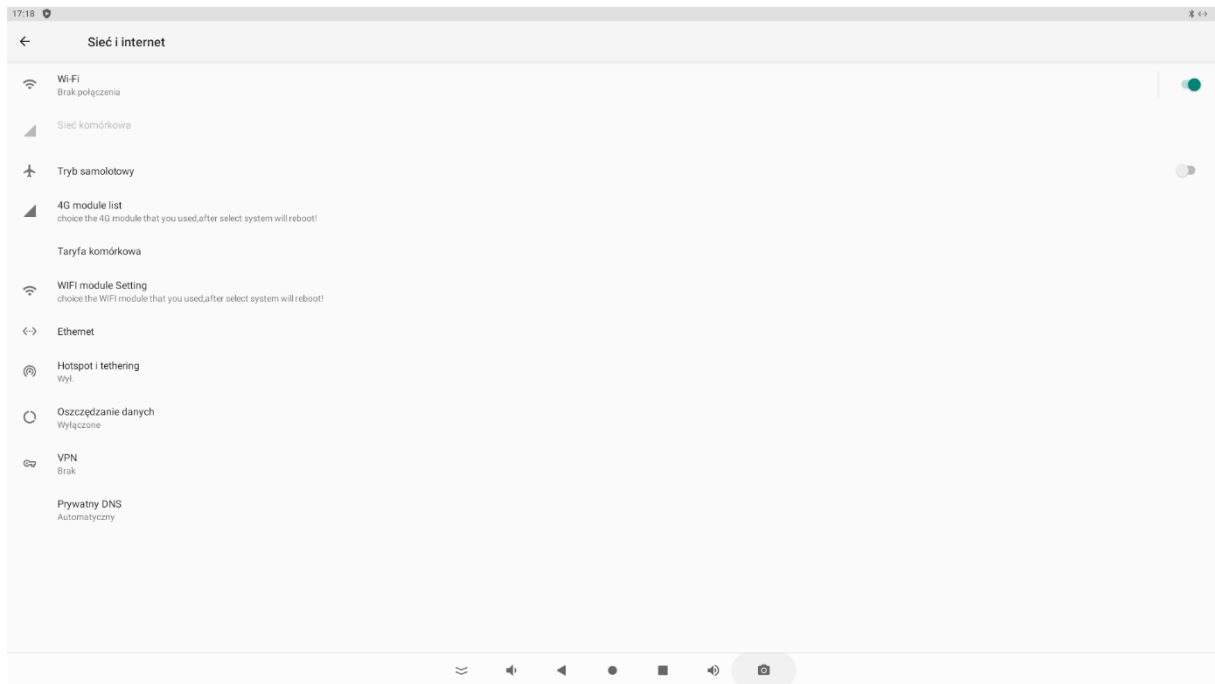 17:18
Sieć i internet
Wi-Fi
Brak połączenia
Sieć komórkowa
Tryb samolotowy
4G module list
choice the 4G module that you used,after select system will reboot!
Taryfa komórkowa
WIFI module Setting
choice the WIFI module that you used,after select system will reboot!
Ethernet
Hotspot i tethering
Wył.
Oszczędzanie danych
Wyłączone
VPN
Brak
Prywatny DNS
Automatyczny